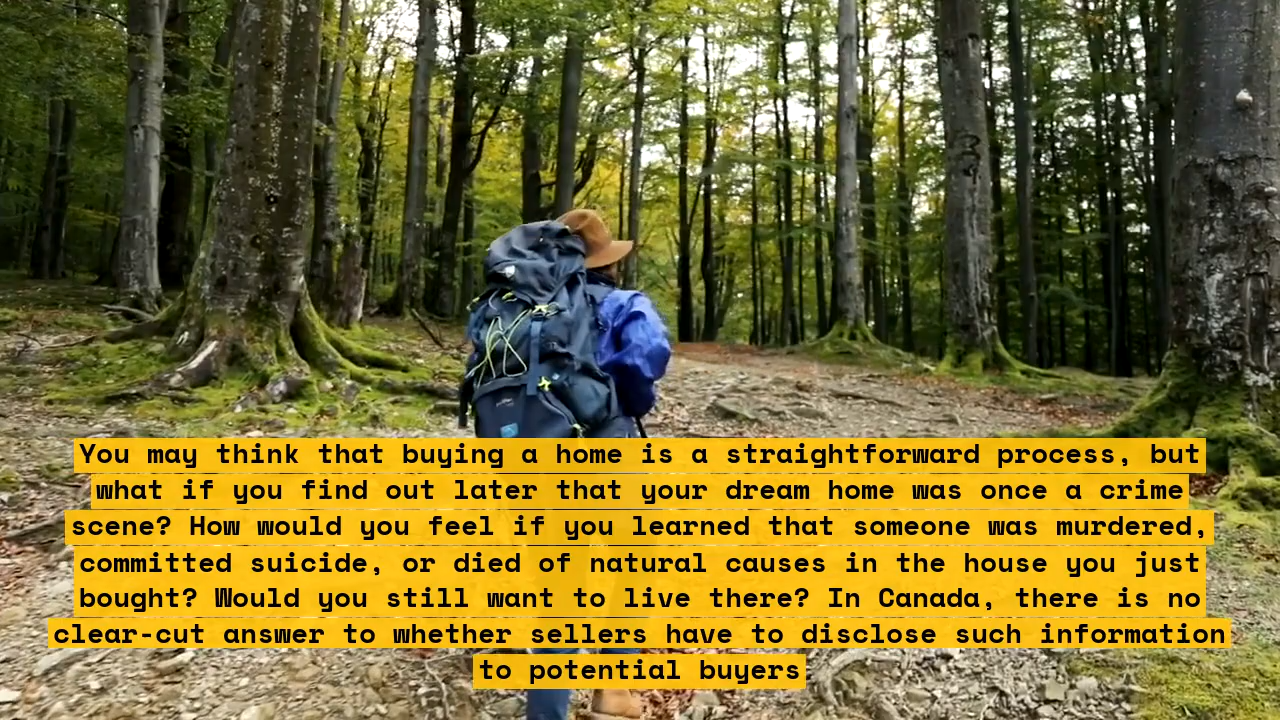 You may think that buying a home is a straightforward process, but
what if you find out later that your dream home was once a crime
scene? How would you feel if you learned that someone was murdered,
committed suicide, or died of natural causes in the house you just
bought? Would you still want to live there? In Canada, there is no
clear-cut answer to whether sellers have to disclose such information
to potential buyers